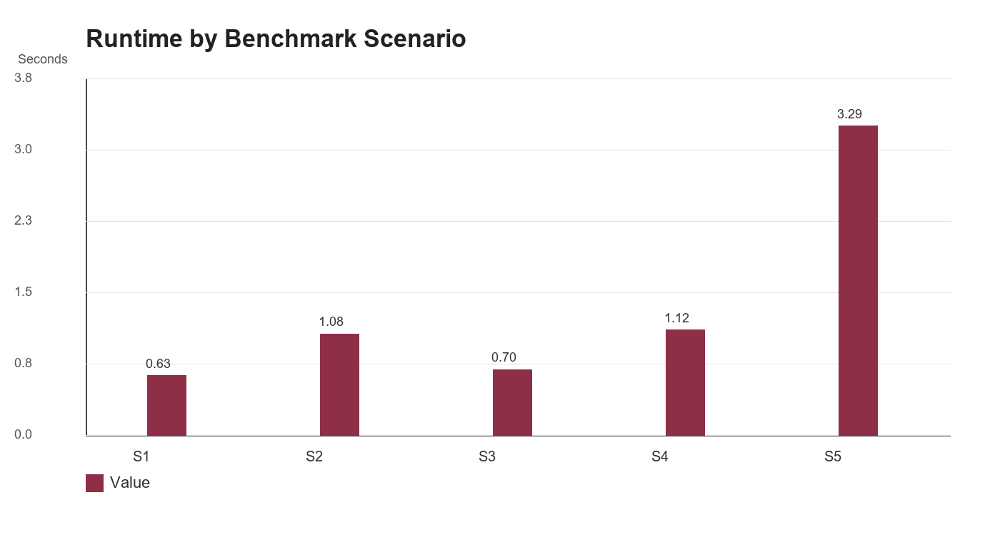 Runtime by Benchmark Scenario
Seconds
3.8
3.0
2.3
1.5
0.8
0.0
0.63
1.08
0.70
1.12
3.29
S1
S2
S3
S4
S5
Value